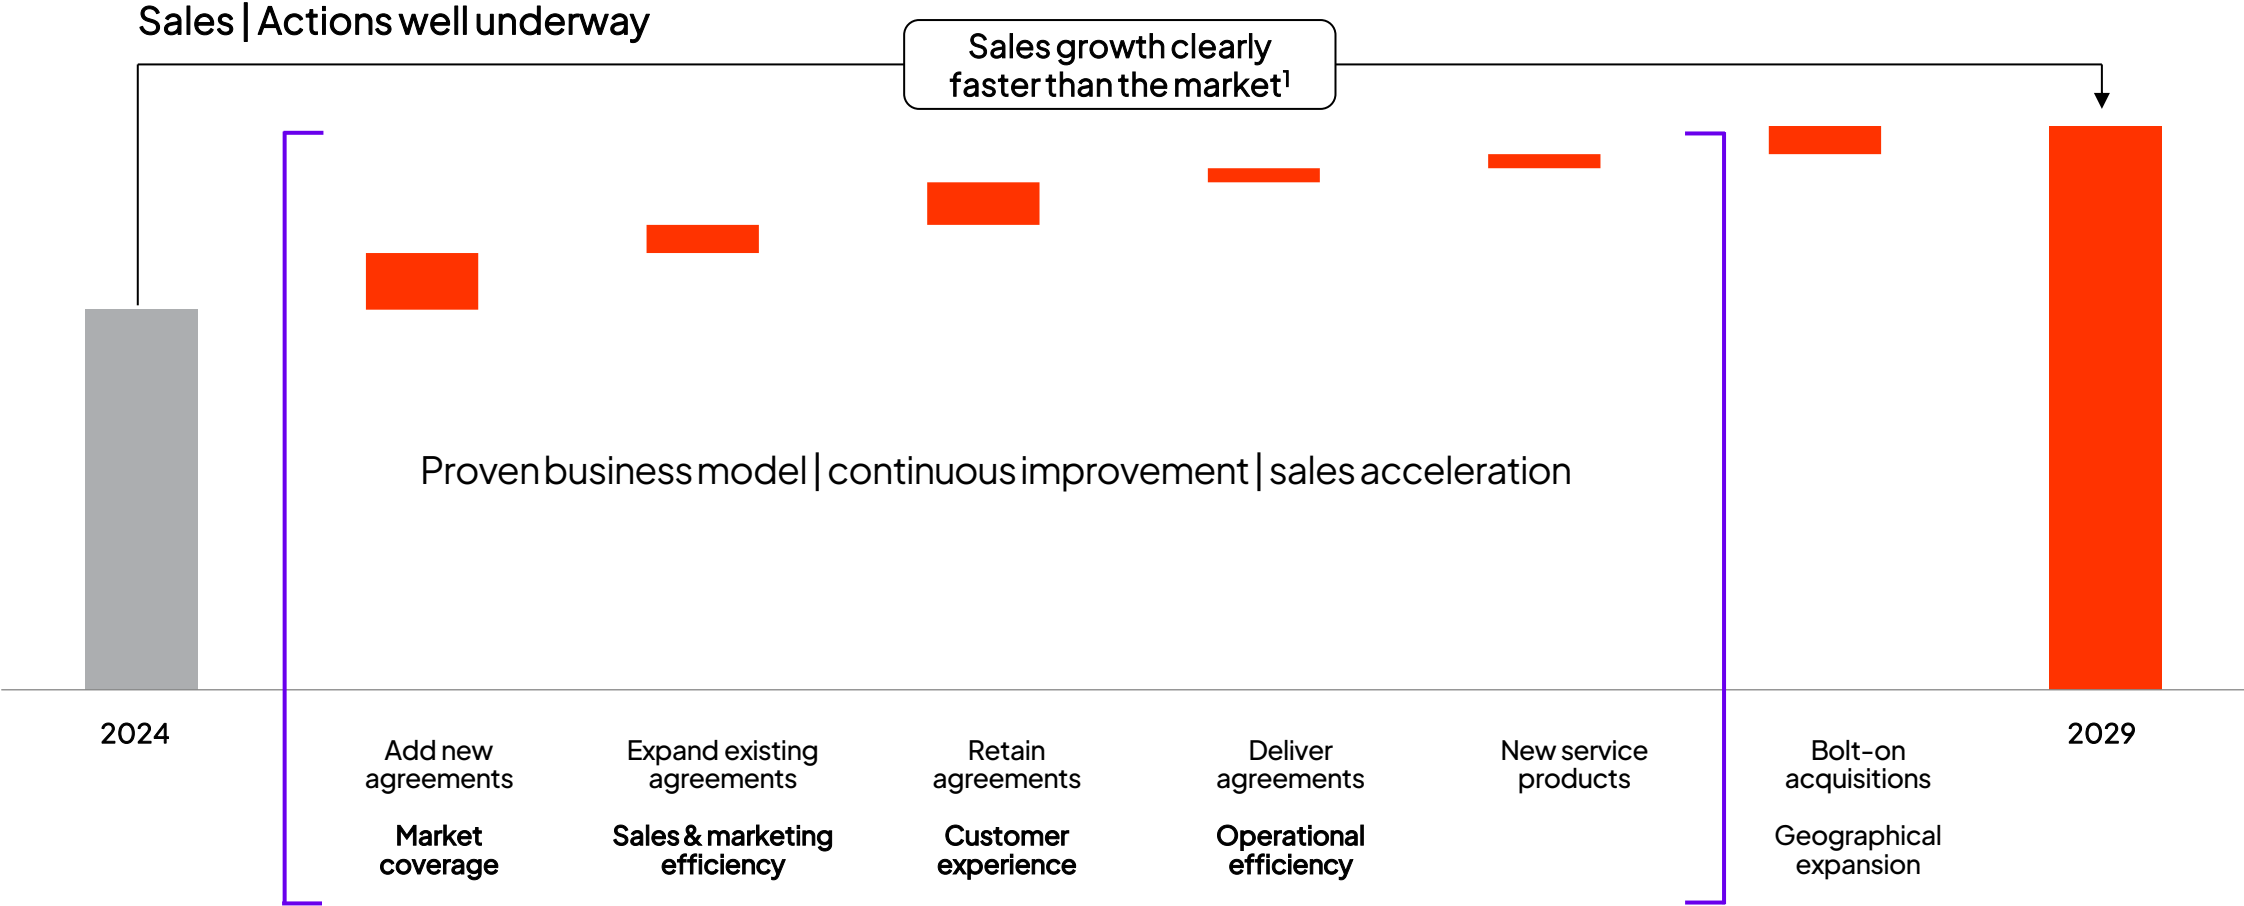 Sales | Actions well underway
Sales growth clearly
faster than the market¹
Proven business model | continuous improvement | sales acceleration
2024
Add new
agreements
Market
coverage
Expand existing
agreements
Sales & marketing
efficiency
Retain
agreements
Customer
experience
Deliver
agreements
Operational
efficiency
New service
products
Bolt-on
acquisitions
Geographical
expansion
2029